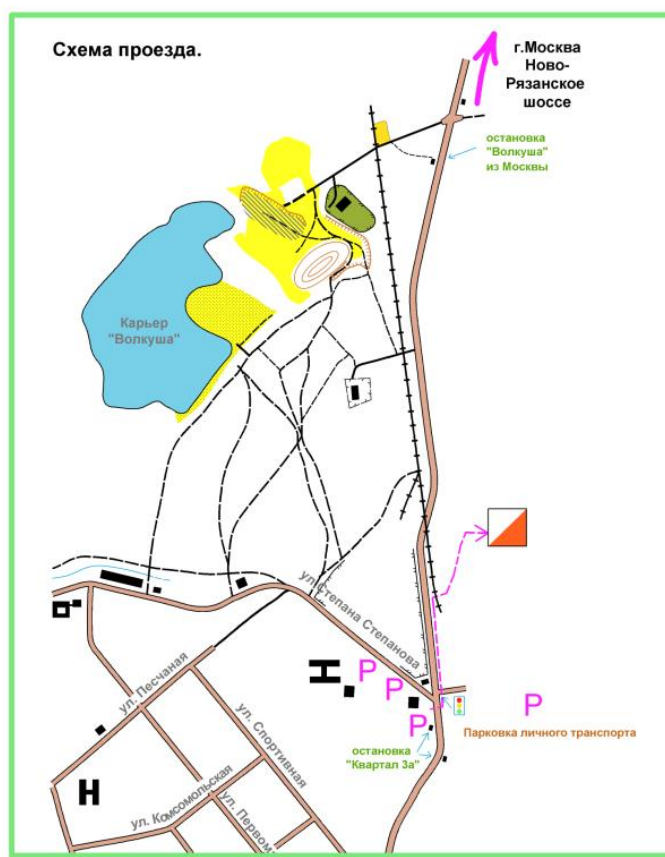 Схема проезда.
г.Москва
Ново-
Рязанское
шоссе
остановка
"Волкуша"
из Москвы
Карьер
"Волкуша"
ул.Степана Степанова
ул. Песчаная
P
P
P
P
Парковка личного транспорта
остановка
"Квартал 3а"
ул. Спортивная
ул. Комсомольская
ул. Первом